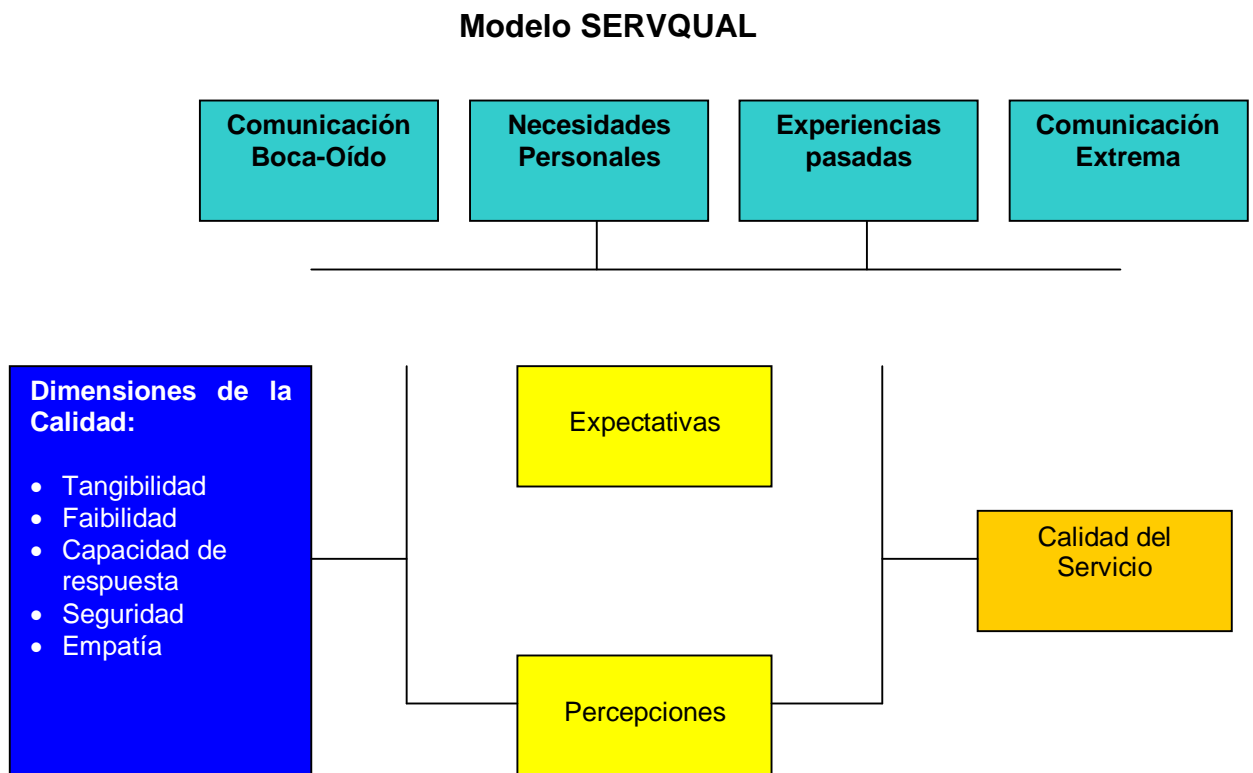 Modelo SERVQUAL
Comunicación
Boca-Oído
Necesidades
Personales
Experiencias
pasadas
Comunicación
Extrema
Dimensiones de la
Calidad:
• Tangibilidad
• Faibilidad
• Capacidad de
respuesta
• Seguridad
• Empatía
Expectativas
Percepciones
Calidad del
Servicio